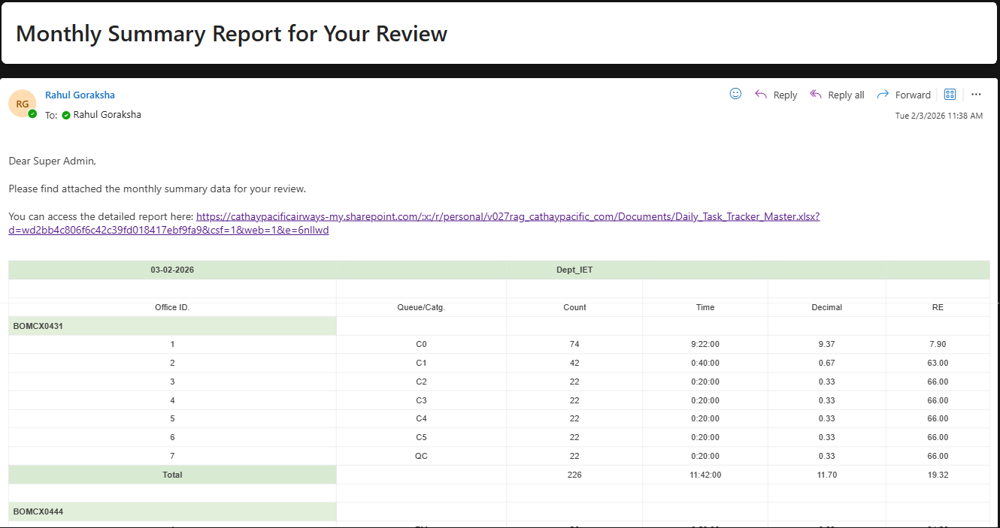 Monthly Summary Report for Your Review
RG
Rahul Goraksha
Reply
Reply all
Forward
To: Rahul Goraksha
Tue 2/3/2026 11:38 AM
Dear Super Admin,
Please find attached the monthly summary data for your review.
You can access the detailed report here: https://cathaypacificairways-my.sharepoint.com/:x:/r/personal/v027rag_cathaypacific_com/Documents/Daily_Task_Tracker_Master.xlsx?
d=wd2bb4c806f6c42c39fd018417ebf9fa9&csf=1&web=1&e=6nIlwd
03-02-2026 Dept_IET
Office ID. Queue/Catg. Count Time Decimal RE
BOMCX0431
1 C0 74 9:22:00 9.37 7.90
2 C1 42 0:40:00 0.67 63.00
3 C2 22 0:20:00 0.33 66.00
4 C3 22 0:20:00 0.33 66.00
5 C4 22 0:20:00 0.33 66.00
6 C5 22 0:20:00 0.33 66.00
7 QC 22 0:20:00 0.33 66.00
Total 226 11:42:00 11.70 19.32
BOMCX0444